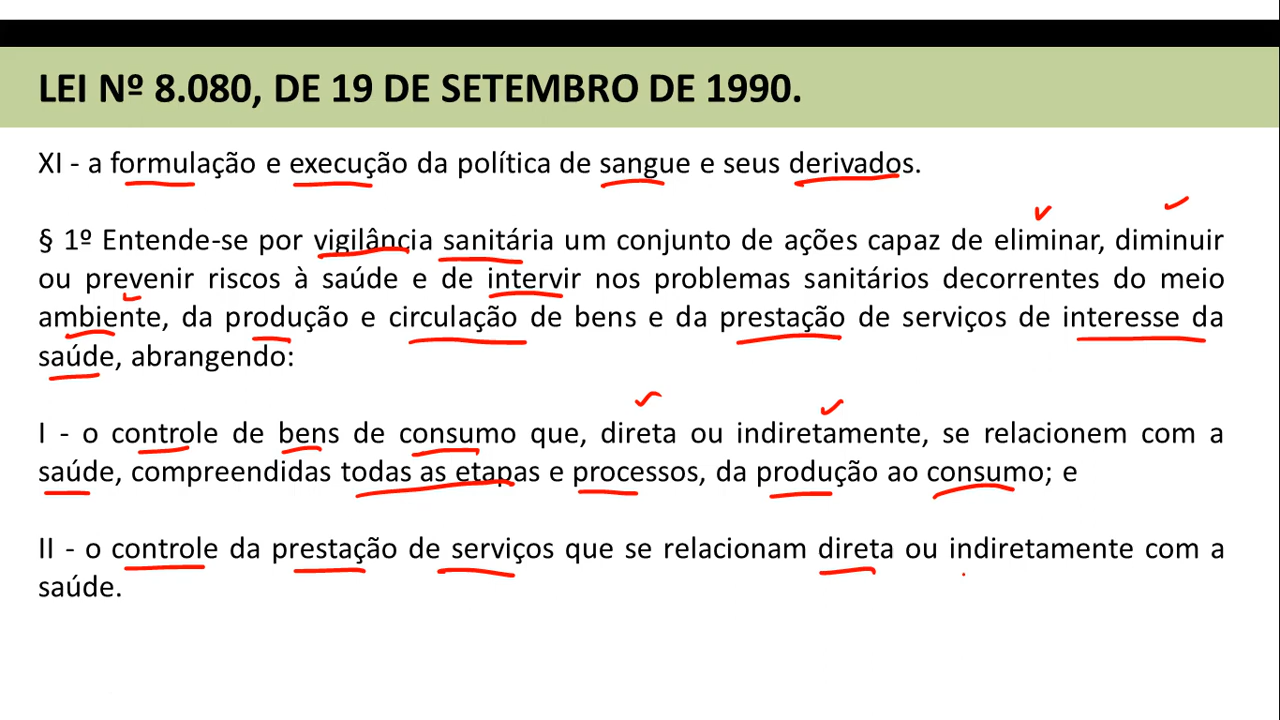 LEI Nº 8.080, DE 19 DE SETEMBRO DE 1990.
XI - a formulação e execução da política de sangue e seus derivados.
§ 1º Entende-se por vigilância sanitária um conjunto de ações capaz de eliminar, diminuir
ou prevenir riscos à saúde e de intervir nos problemas sanitários decorrentes do meio
ambiente, da produção e circulação de bens e da prestação de serviços de interesse da
saúde, abrangendo:
I - o controle de bens de consumo que, direta ou indiretamente, se relacionem com a
saúde, compreendidas todas as etapas e processos, da produção ao consumo; e
II - o controle da prestação de serviços que se relacionam direta ou indiretamente com a
saúde.